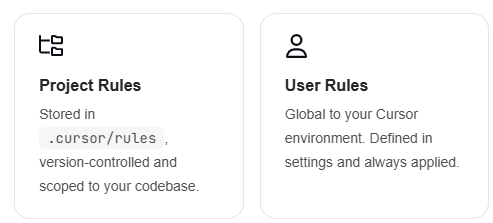 Project Rules
Stored in
.cursor/rules ,
version-controlled and
scoped to your codebase.
User Rules
Global to your Cursor
environment. Defined in
settings and always applied.